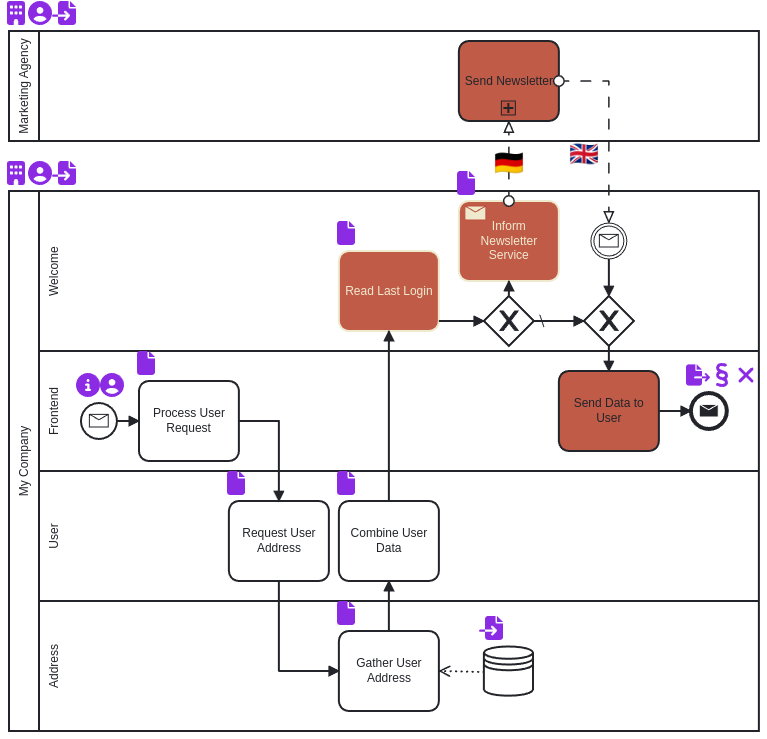 Marketing Agency
Send Newsletter
My Company
Welcome
Inform
Newsletter
Service
Read Last Login
Frontend
Process User
Request
Send Data to
User
§
User
Request User
Address
Combine User
Data
Address
Gather User
Address